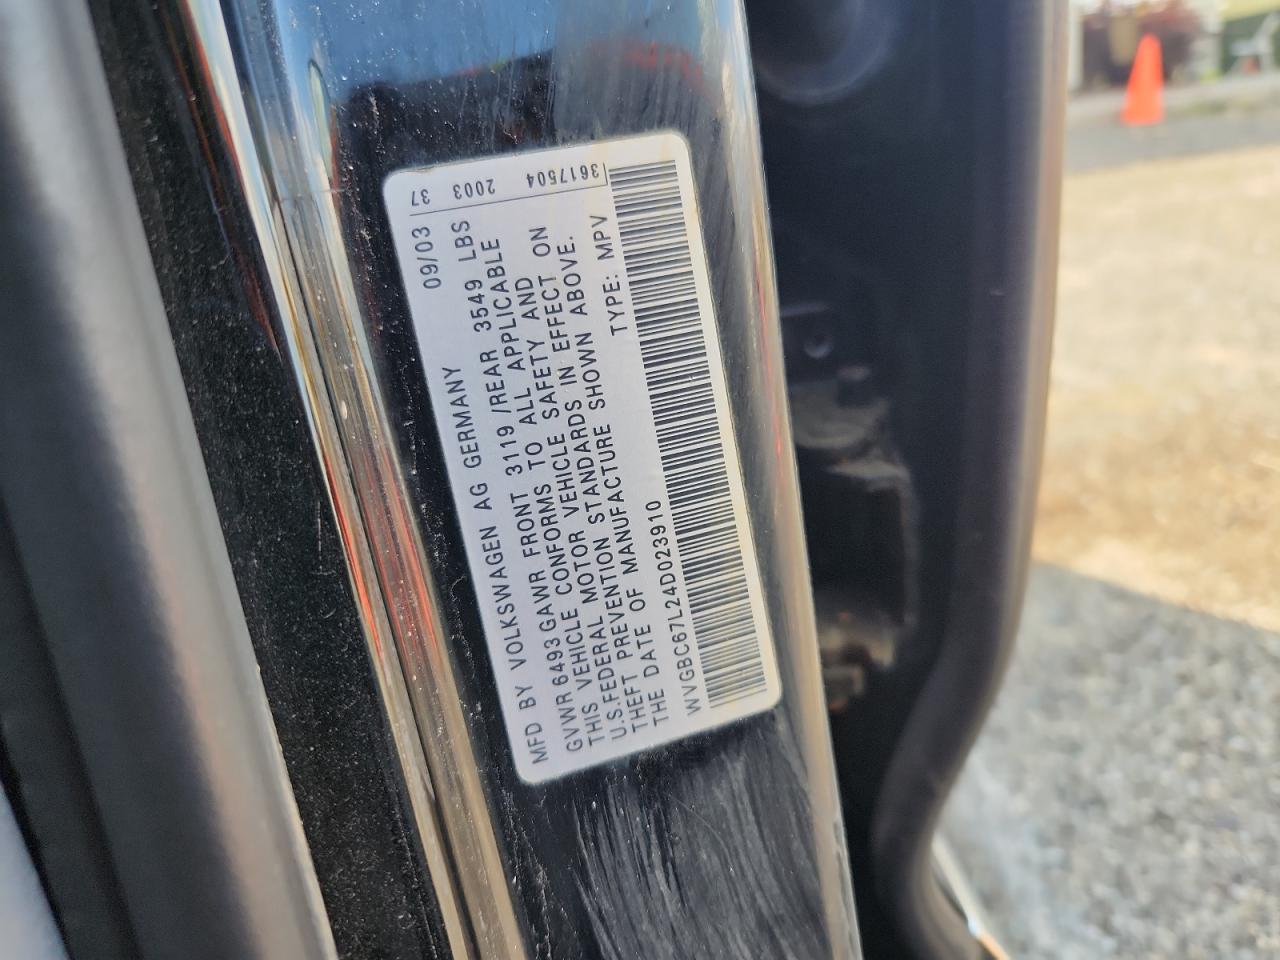 MFD BY VOLKSWAGEN AG GERMANY 09/03
GVWR 6493 GAWR FRONT 3119 /REAR 3549 LBS
THIS VEHICLE CONFORMS TO ALL APPLICABLE
U.S.FEDERAL MOTOR VEHICLE SAFETY AND
THEFT PREVENTION STANDARDS IN EFFECT ON
THE DATE OF MANUFACTURE SHOWN ABOVE.
WVGBC67L24D023910 TYPE: MPV
37 2003 3617504